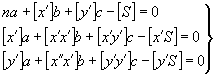 na + [x′]b + [y′]c – [S] = 0
[x′]a + [x′x′]b + [x′y′]c – [x′S] = 0
[y′]a + [x″x′]b + [y′y′]c – [y′S] = 0